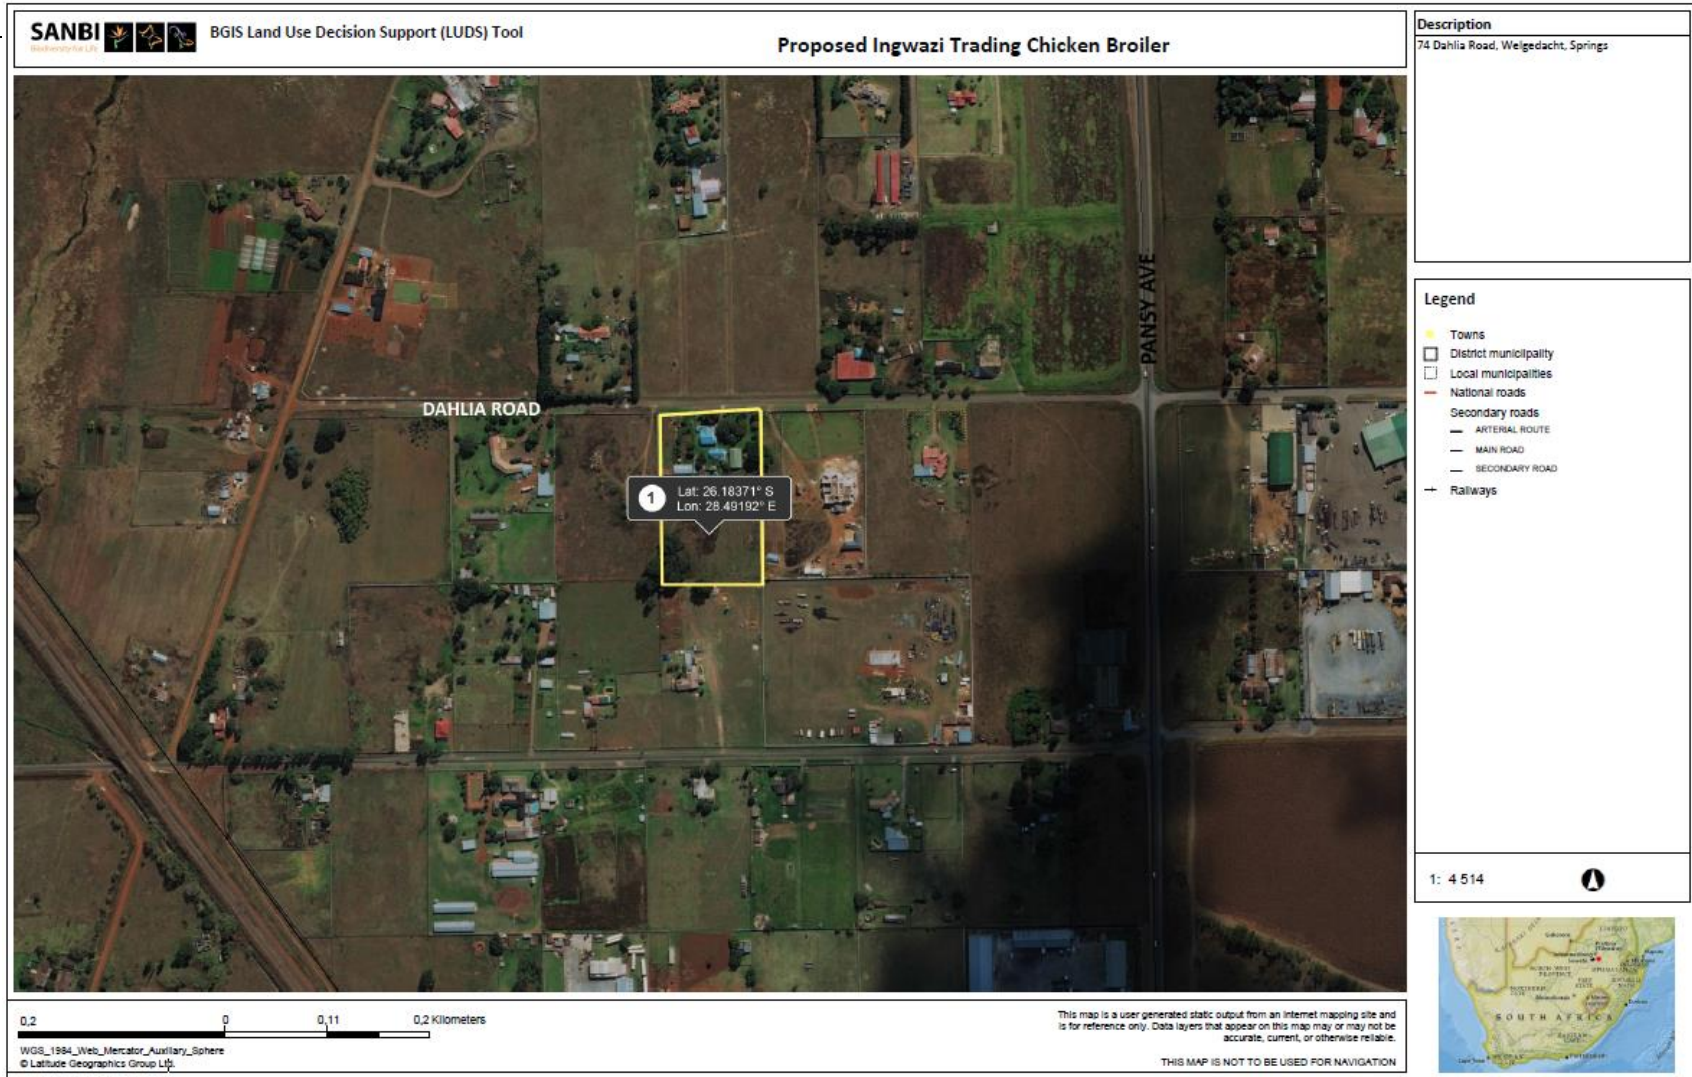 SANBI
Biodiversity for Life
BGIS Land Use Decision Support (LUDS) Tool
Proposed Ingwazi Trading Chicken Broiler
Description
74 Dahlia Road, Welgedacht, Springs
PANSY AVE
DAHLIA ROAD
1
Lat: 26.18371° S
Lon: 28.49192° E
Legend
Towns
District municipality
Local municipalities
National roads
Secondary roads
ARTERIAL ROUTE
MAIN ROAD
SECONDARY ROAD
Railways
1: 4 514
SOUTH AFRICA
0,2 0 0,11 0,2 Kilometers
WGS_1984_Web_Mercator_Auxiliary_Sphere
© Latitude Geographics Group Ltd.
This map is a user generated static output from an Internet mapping site and
is for reference only. Data layers that appear on this map may or may not be
accurate, current, or otherwise reliable.
THIS MAP IS NOT TO BE USED FOR NAVIGATION